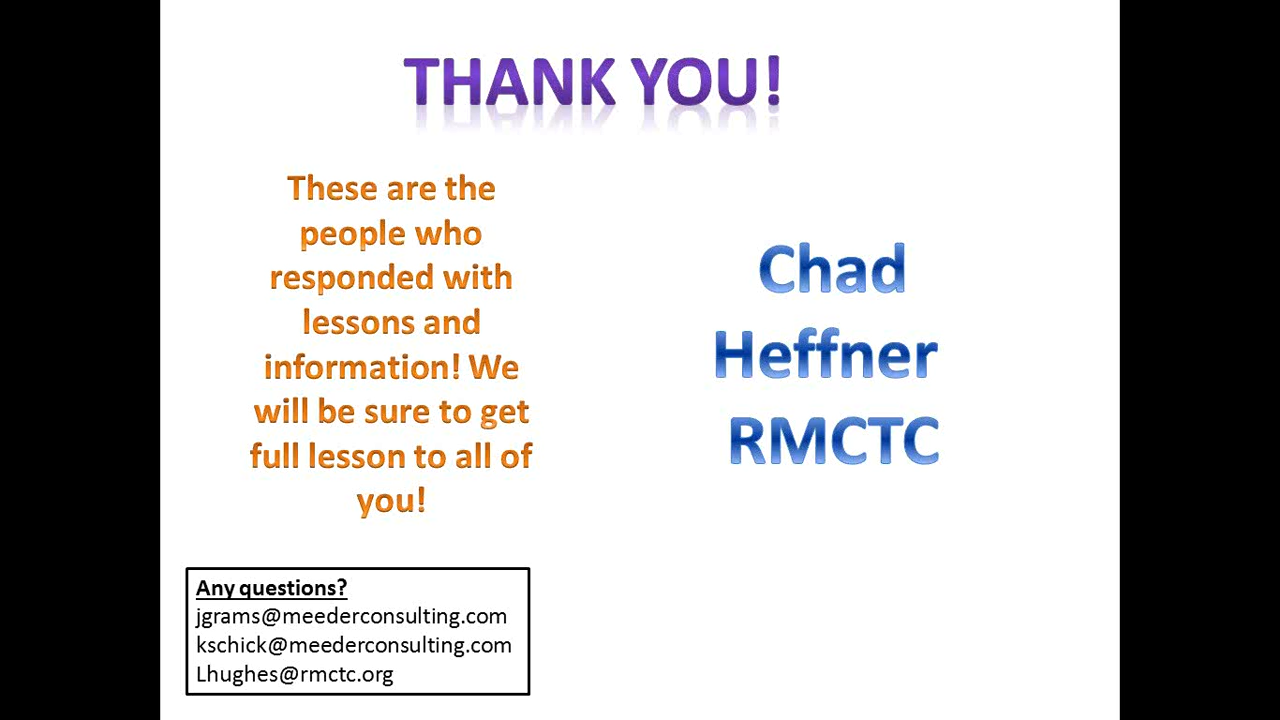 THANK YOU!
These are the
people who
responded with
lessons and
information! We
will be sure to get
full lesson to all of
you!
Chad
Heffner
RMCTC
Any questions?
jgrams@meederconsulting.com
kschick@meederconsulting.com
Lhughes@rmctc.org